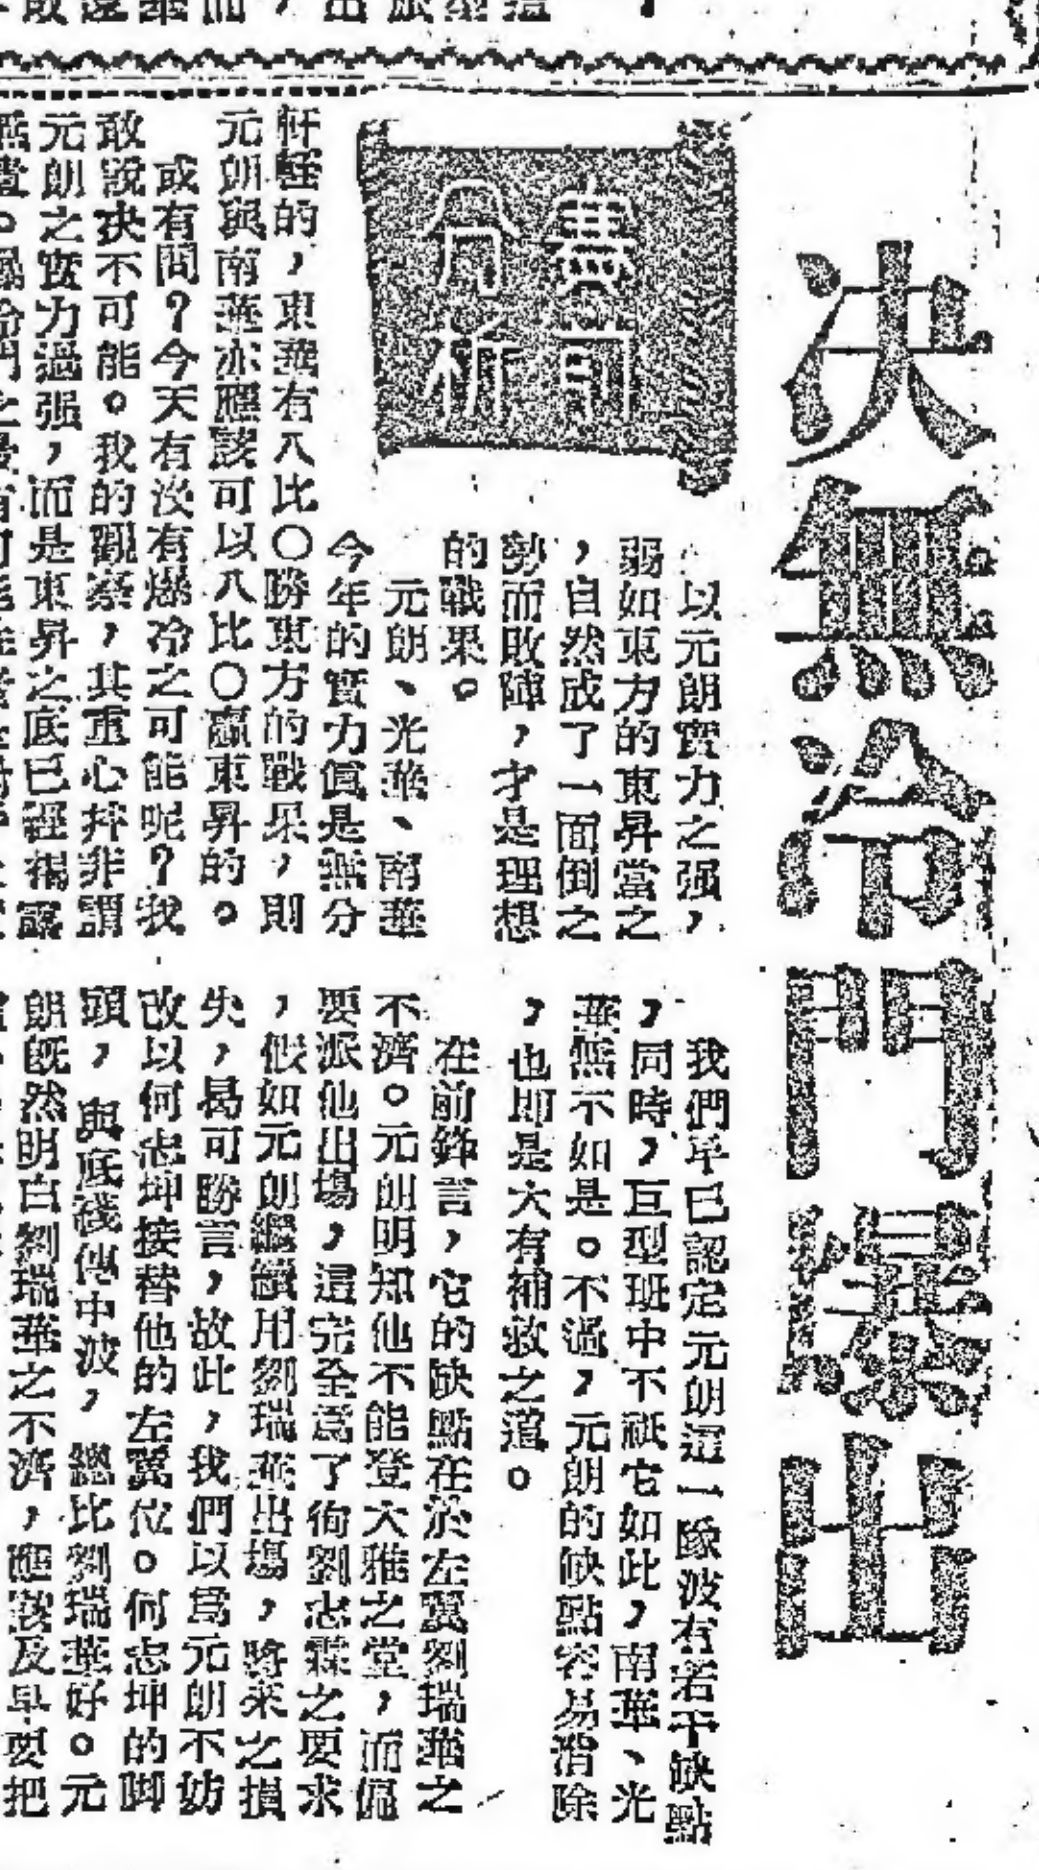 决無冷門爆出
賽前
分析
以元朗實力之强,
弱如東方的東昇當之
,自然成了一面倒之
勢而敗陣,才是理想
的戰果。
元朗、光華、南華
今年的實力眞是無分
軒輊的,東華有八比〇勝東方的戰果,則
元朗與南華亦應該可以八比〇贏東昇的。
或有問?今天有沒有爆冷之可能呢?我
敢說决不可能。我的觀察,其重心幷非謂
元朗之實力過强,而是東昇之底已經揭露
我們早已認定元朗這一隊波有若干缺點
,同時,巨型班中不祇它如此,南華、光
華無不如是。不過,元朗的缺點容易消除
,也即是大有補救之道。
在前鋒言,它的缺點在於左翼劉瑞華之
不濟。元朗明知他不能登大雅之堂,而偏
要派他出場,這完全爲了徇劉志霖之要求
,假如元朗繼續用劉瑞華出場,將來之損
失,曷可勝言,故此,我們以爲元朗不妨
改以何志坤接替他的左翼位。何志坤的脚
頭,與底綫傳中波,總比劉瑞華好。元
朗旣然明白劉瑞華之不濟,應該及早要把